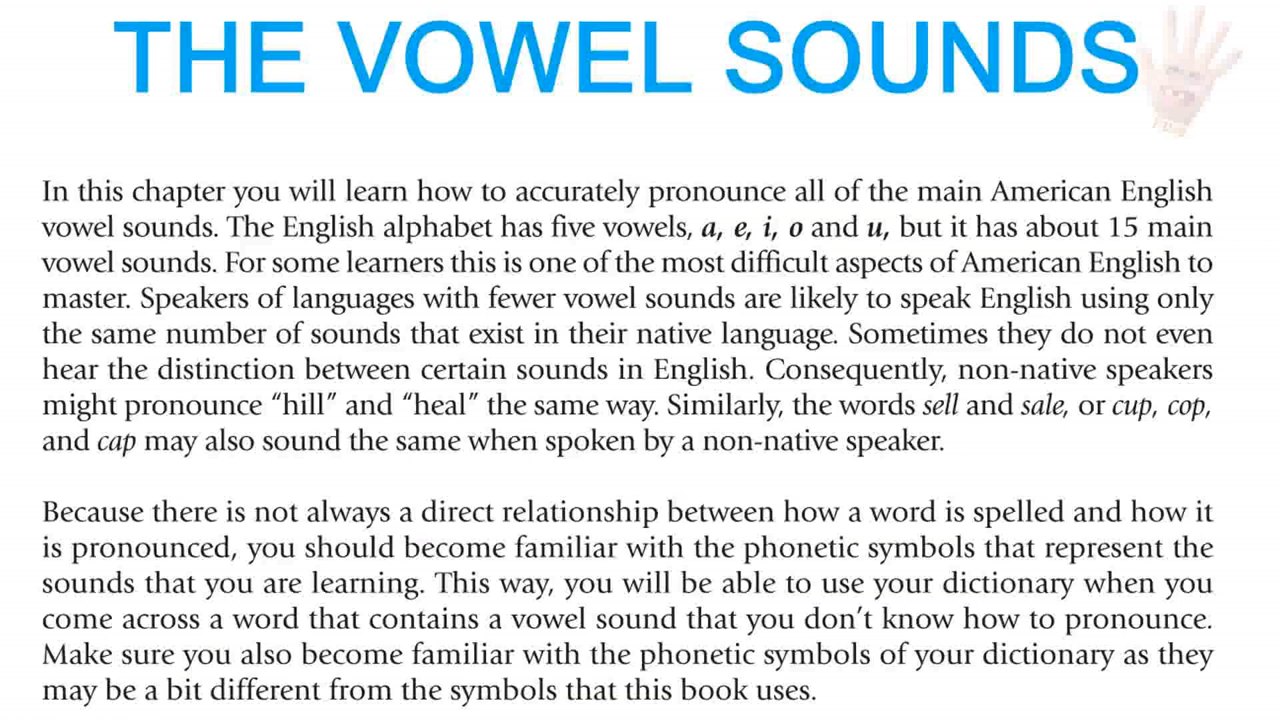 THE VOWEL SOUNDS
In this chapter you will learn how to accurately pronounce all of the main American English
vowel sounds. The English alphabet has five vowels, a, e, i, o and u, but it has about 15 main
vowel sounds. For some learners this is one of the most difficult aspects of American English to
master. Speakers of languages with fewer vowel sounds are likely to speak English using only
the same number of sounds that exist in their native language. Sometimes they do not even
hear the distinction between certain sounds in English. Consequently, non-native speakers
might pronounce “hill” and “heal” the same way. Similarly, the words sell and sale, or cup, cop,
and cap may also sound the same when spoken by a non-native speaker.
Because there is not always a direct relationship between how a word is spelled and how it
is pronounced, you should become familiar with the phonetic symbols that represent the
sounds that you are learning. This way, you will be able to use your dictionary when you
come across a word that contains a vowel sound that you don’t know how to pronounce.
Make sure you also become familiar with the phonetic symbols of your dictionary as they
may be a bit different from the symbols that this book uses.